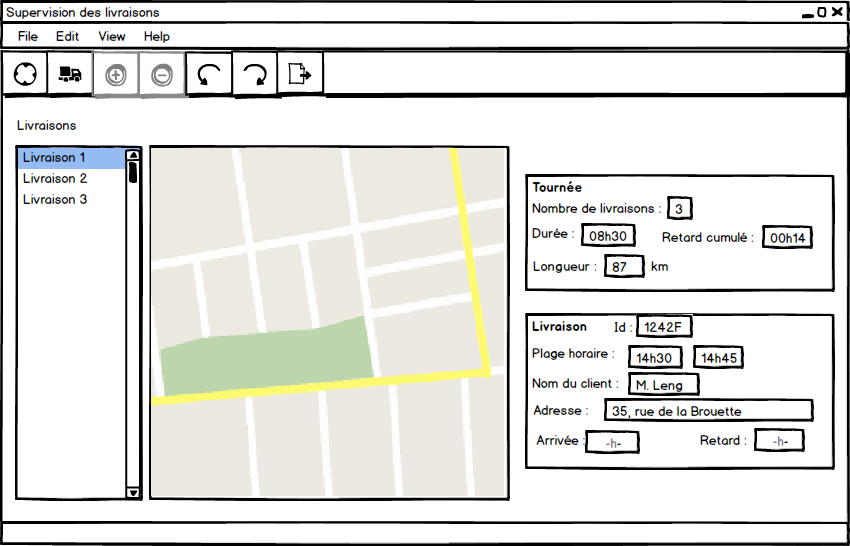 Supervision des livraisons
File Edit View Help
Livraisons
Livraison 1
Livraison 2
Livraison 3
Tournée
Nombre de livraisons : 3
Durée : 08h30 Retard cumulé : 00h14
Longueur : 87 km
Livraison Id : 1242F
Plage horaire : 14h30 14h45
Nom du client : M. Leng
Adresse : 35, rue de la Brouette
Arrivée : -h- Retard : -h-